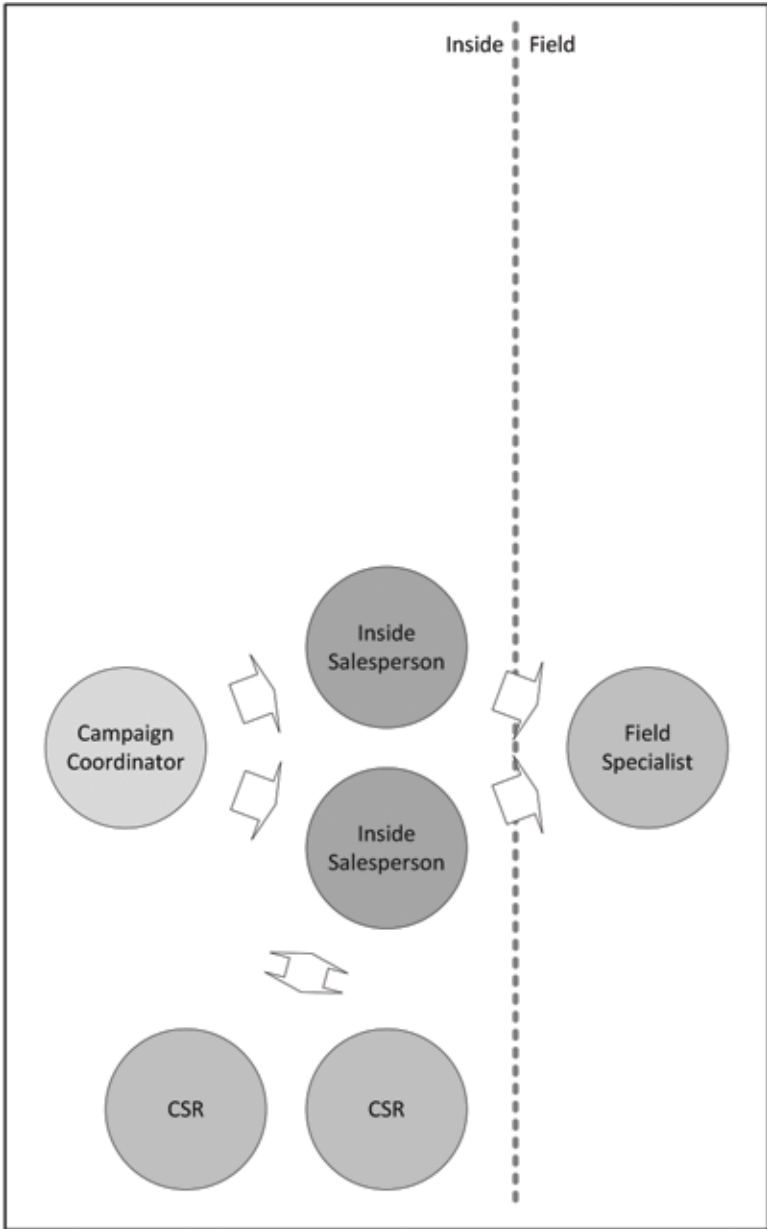 Inside Field
Inside
Salesperson
Campaign
Coordinator
Field
Specialist
Inside
Salesperson
CSR
CSR